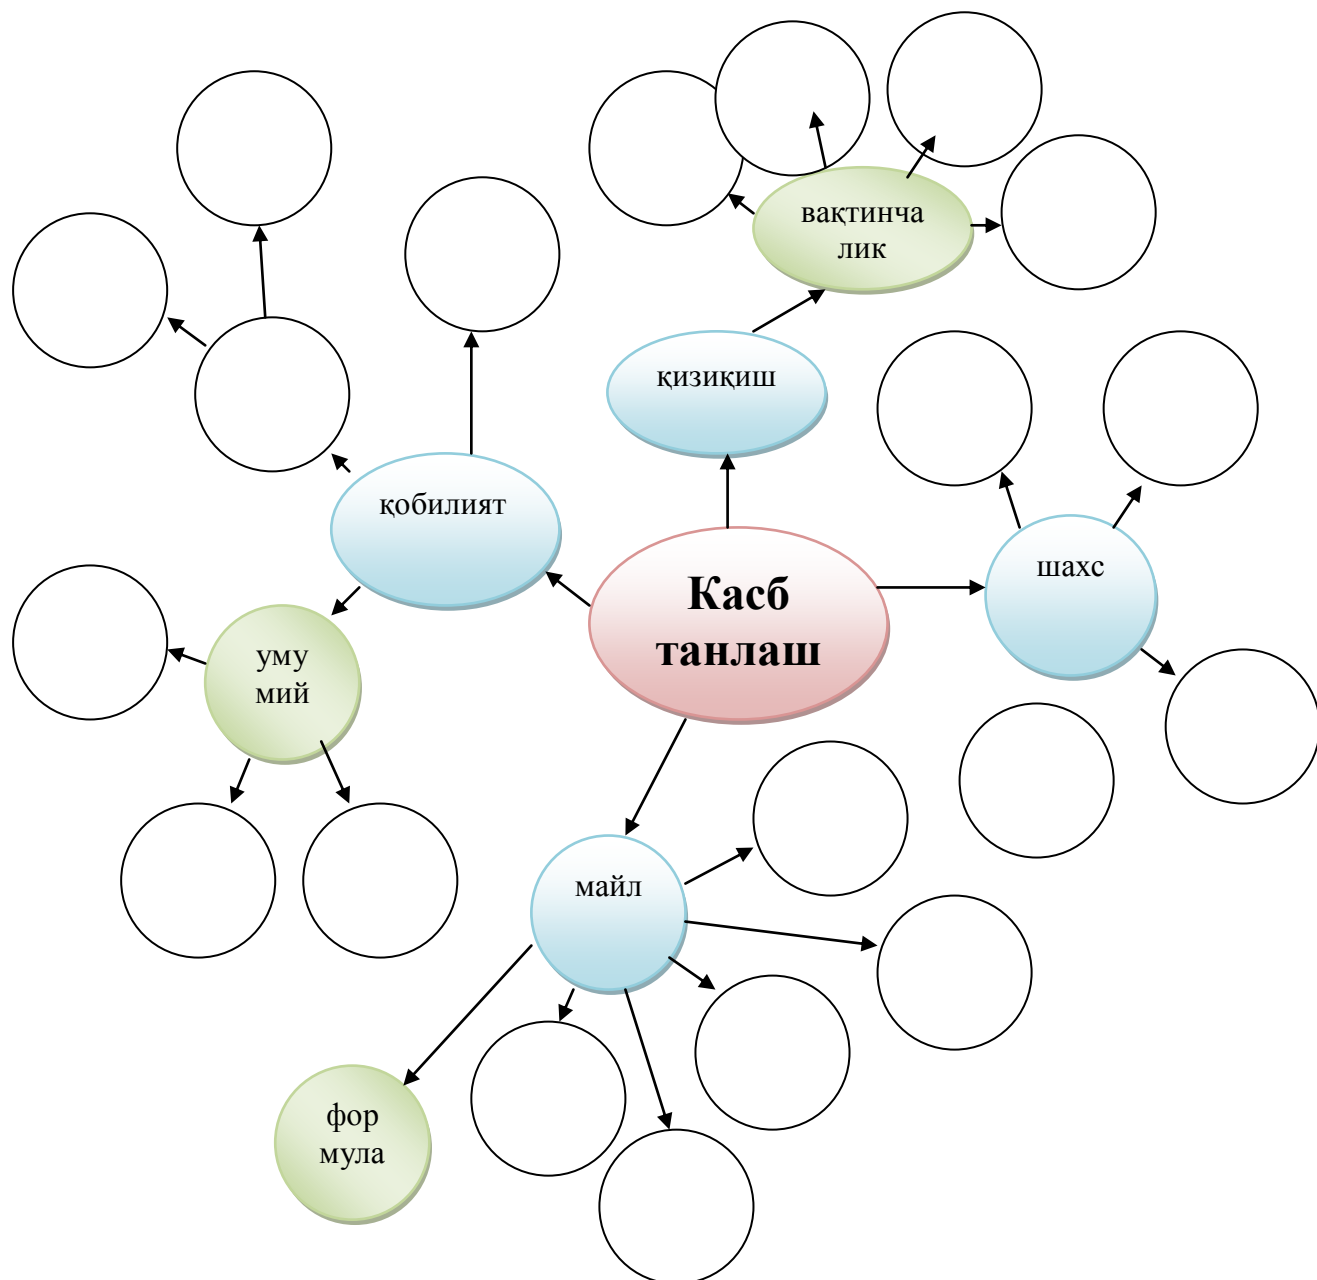 вақтинча
лик
қизиқиш
қобилият
шахс
Касб
танлаш
уму
мий
майл
фор
мула